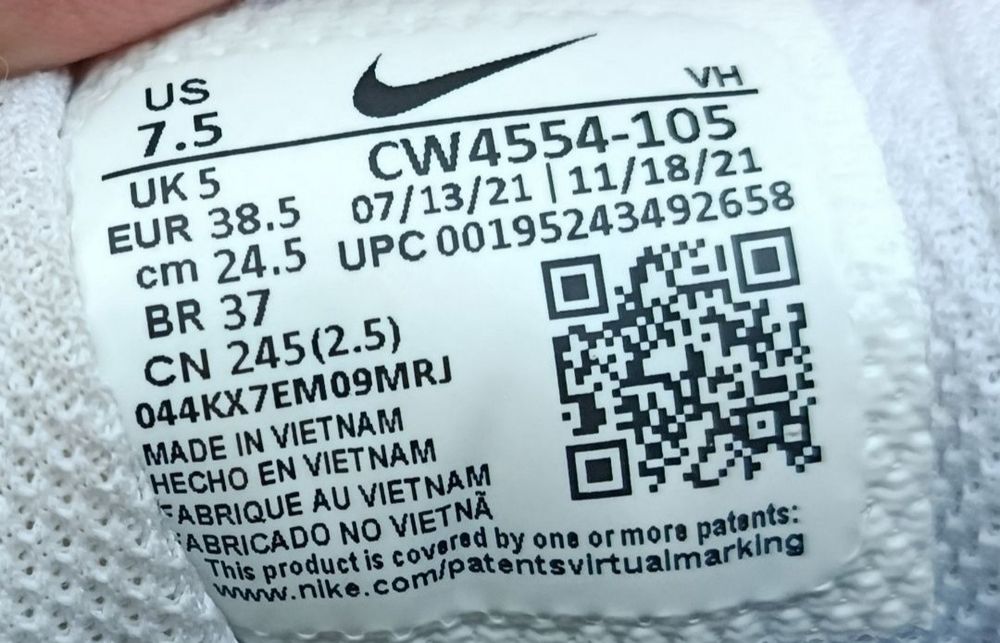 US
7.5
VH
UK 5
CW4554-105
EUR 38.5
07/13/21 | 11/18/21
cm 24.5
UPC 00195243492658
BR 37
CN 245(2.5)
044KX7EM09MRJ
MADE IN VIETNAM
HECHO EN VIETNAM
FABRIQUE AU VIETNAM
FABRICADO NO VIETNÃ
This product is covered by one or more patents:
www.nike.com/patentsvirtualmarking